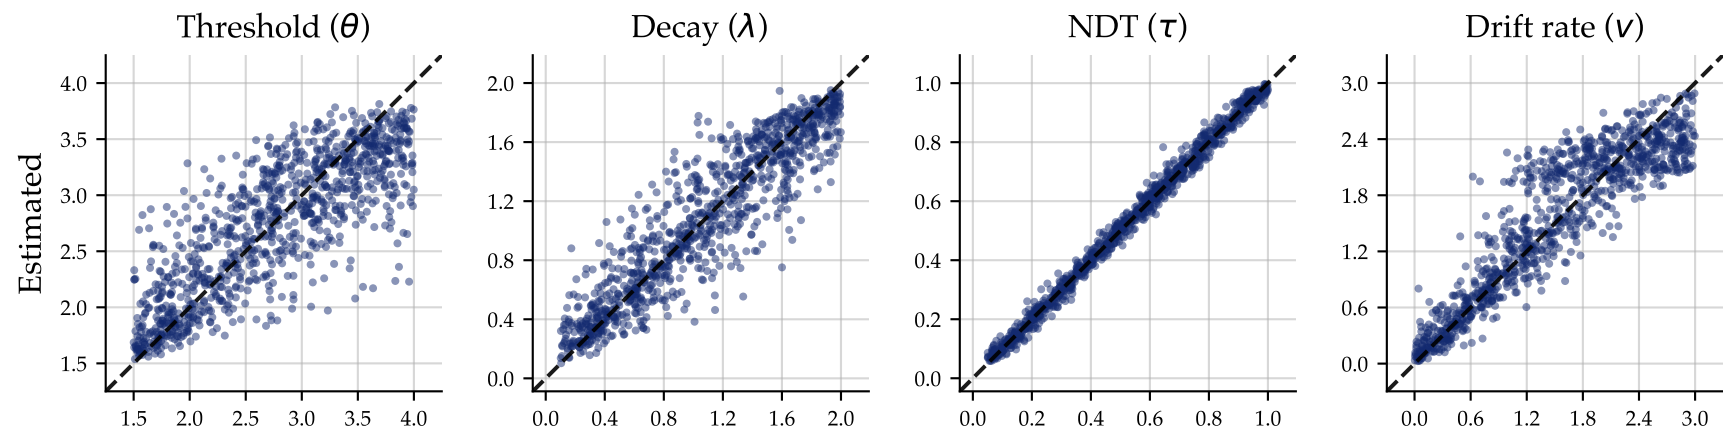 Threshold (θ)
Decay (λ)
NDT (τ)
Drift rate (v)
Estimated
4.0
3.5
3.0
2.5
2.0
1.5
1.5 2.0 2.5 3.0 3.5 4.0
2.0
1.6
1.2
0.8
0.4
0.0
0.0 0.4 0.8 1.2 1.6 2.0
1.0
0.8
0.6
0.4
0.2
0.0
0.0 0.2 0.4 0.6 0.8 1.0
3.0
2.4
1.8
1.2
0.6
0.0
0.0 0.6 1.2 1.8 2.4 3.0